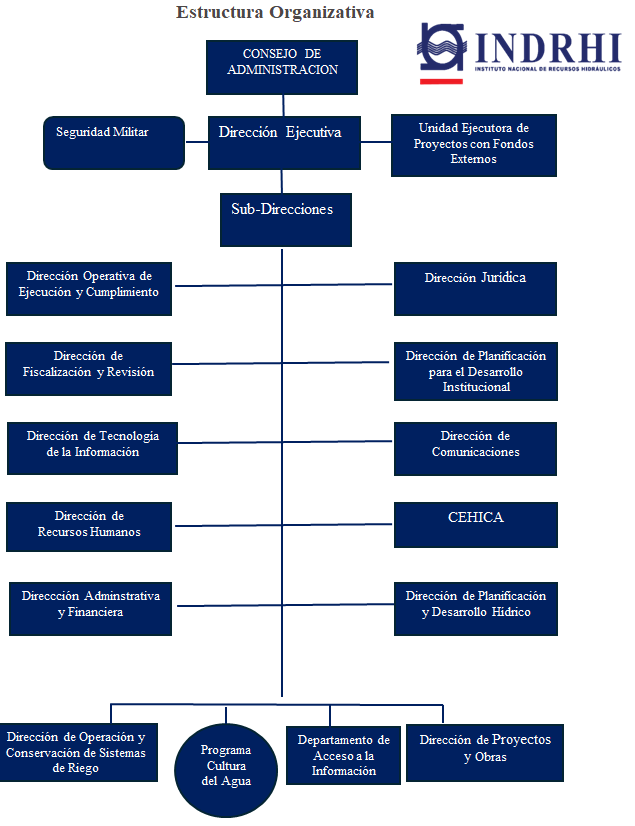 Estructura Organizativa
INDRHI
INSTITUTO NACIONAL DE RECURSOS HIDRÁULICOS
CONSEJO DE
ADMINISTRACION
Seguridad Militar
Dirección Ejecutiva
Unidad Ejecutora de
Proyectos con Fondos
Externos
Sub-Direcciones
Dirección Operativa de
Ejecución y Cumplimiento
Dirección Jurídica
Dirección de
Fiscalización y Revisión
Dirección de Planificación
para el Desarrollo
Institucional
Dirección de Tecnología
de la Información
Dirección de
Comunicaciones
Dirección de
Recursos Humanos
CEHICA
Direccción Adminstrativa
y Financiera
Dirección de Planificación
y Desarrollo Hídrico
Dirección de Operación y
Conservación de Sistemas
de Riego
Programa
Cultura
del Agua
Departamento de
Acceso a la
Información
Dirección de Proyectos
y Obras